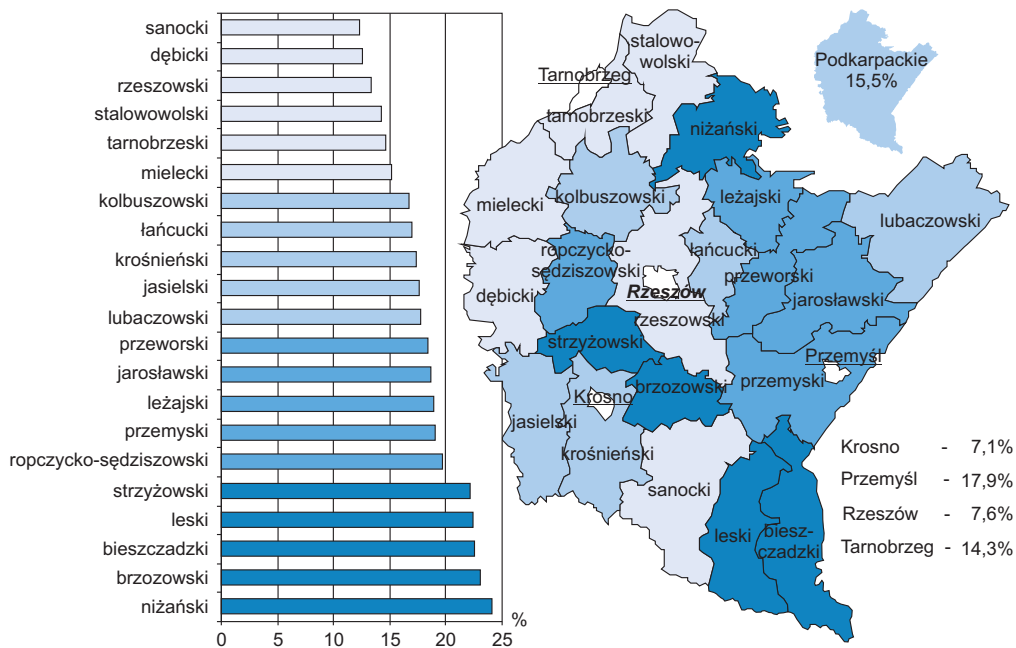 sanocki
dębicki
rzeszowski
stalowowolski
tarnobrzeski
mielecki
kolbuszowski
łańcucki
krośnieński
jasielski
lubaczowski
przeworski
jarosławski
leżajski
przemyski
ropczycko-sędziszowski
strzyżowski
leski
bieszczadzki
brzozowski
niżański
%
0 5 10 15 20 25
stalowo-
wolski
Tarnobrzeg
tarnobrzeski
niżański
mielecki
kolbuszowski
leżajski
lubaczowski
ropczycko-
sędziszowski
łańcucki
przeworski
jarosławski
dębicki
Rzeszów
rzeszowski
strzyżowski
Przemyśl
przemyski
brzozowski
Krosno
jasielski
krośnieński
sanocki
leski
biesz-
czadzki
Podkarpackie
15,5%
Krosno - 7,1%
Przemyśl - 17,9%
Rzeszów - 7,6%
Tarnobrzeg - 14,3%